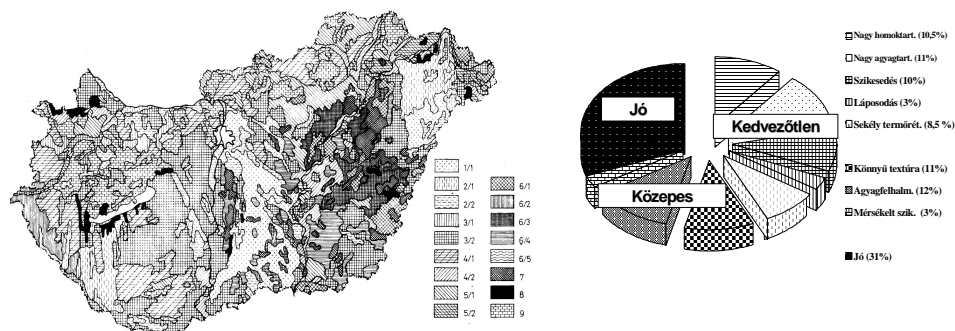 1/1
2/1
2/2
3/1
3/2
4/1
4/2
5/1
5/2
6/1
6/2
6/3
6/4
6/5
7
8
9
Jó
Kedvezőtlen
Közepes
Nagy homoktart. (10,5%)
Nagy agyagtart. (11%)
Szikesedés (10%)
Láposodás (3%)
Sekély termőrét. (8,5 %)
Könnyű textúra (11%)
Agyagfelhalm. (12%)
Mérsékelt szik. (3%)
Jó (31%)